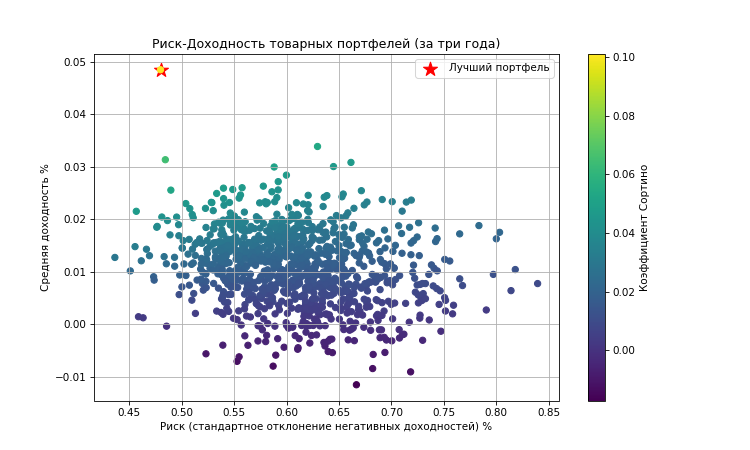 Риск-Доходность товарных портфелей (за три года)
Лучший портфель
Средняя доходность %
0.05
0.04
0.03
0.02
0.01
0.00
−0.01
0.45 0.50 0.55 0.60 0.65 0.70 0.75 0.80 0.85
Риск (стандартное отклонение негативных доходностей) %
0.10
0.08
0.06
0.04
0.02
0.00
Коэффициент Сортино